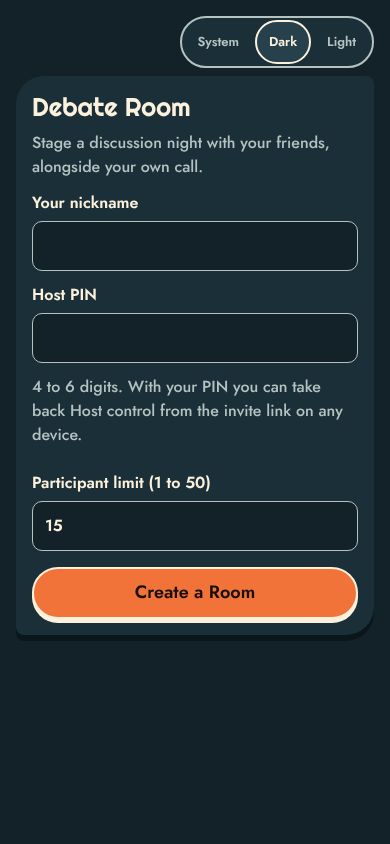 System Dark Light
Debate Room
Stage a discussion night with your friends,
alongside your own call.
Your nickname
Host PIN
4 to 6 digits. With your PIN you can take
back Host control from the invite link on any
device.
Participant limit (1 to 50)
15
Create a Room